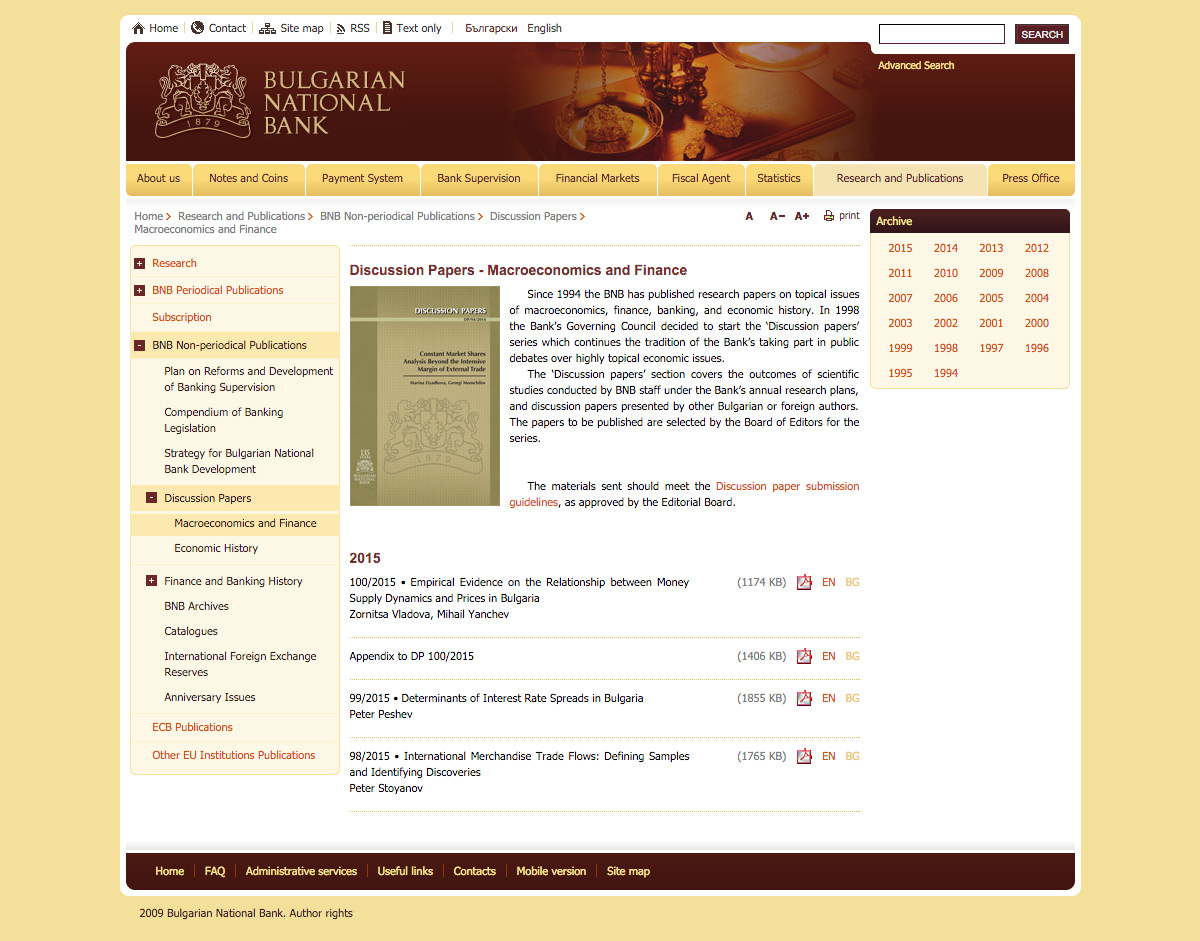 Home Contact Site map RSS Text only Български English
SEARCH
Advanced Search
BULGARIAN
NATIONAL
BANK
1879
About us Notes and Coins Payment System Bank Supervision Financial Markets Fiscal Agent Statistics Research and Publications Press Office
Home Research and Publications BNB Non-periodical Publications Discussion Papers
Macroeconomics and Finance
A A- A+ print
+ Research
+ BNB Periodical Publications
Subscription
- BNB Non-periodical Publications
Plan on Reforms and Development
of Banking Supervision
Compendium of Banking
Legislation
Strategy for Bulgarian National
Bank Development
- Discussion Papers
Macroeconomics and Finance
Economic History
+ Finance and Banking History
BNB Archives
Catalogues
International Foreign Exchange
Reserves
Anniversary Issues
ECB Publications
Other EU Institutions Publications
Discussion Papers - Macroeconomics and Finance
DISCUSSION PAPERS
DP/94/2014
Constant Market Shares
Analysis Beyond the Intensive
Margin of External Trade
Marina Dyadkova, Georgi Momchilov
1879
Since 1994 the BNB has published research papers on topical issues
of macroeconomics, finance, banking, and economic history. In 1998
the Bank's Governing Council decided to start the ‘Discussion papers’
series which continues the tradition of the Bank's taking part in public
debates over highly topical economic issues.
The ‘Discussion papers’ section covers the outcomes of scientific
studies conducted by BNB staff under the Bank's annual research plans,
and discussion papers presented by other Bulgarian or foreign authors.
The papers to be published are selected by the Board of Editors for the
series.
The materials sent should meet the Discussion paper submission
guidelines, as approved by the Editorial Board.
2015
100/2015 • Empirical Evidence on the Relationship between Money (1174 KB) EN BG
Supply Dynamics and Prices in Bulgaria
Zornitsa Vladova, Mihail Yanchev
Appendix to DP 100/2015 (1406 KB) EN BG
99/2015 • Determinants of Interest Rate Spreads in Bulgaria (1855 KB) EN BG
Peter Peshev
98/2015 • International Merchandise Trade Flows: Defining Samples (1765 KB) EN BG
and Identifying Discoveries
Peter Stoyanov
Archive
2015 2014 2013 2012
2011 2010 2009 2008
2007 2006 2005 2004
2003 2002 2001 2000
1999 1998 1997 1996
1995 1994
Home FAQ Administrative services Useful links Contacts Mobile version Site map
2009 Bulgarian National Bank. Author rights